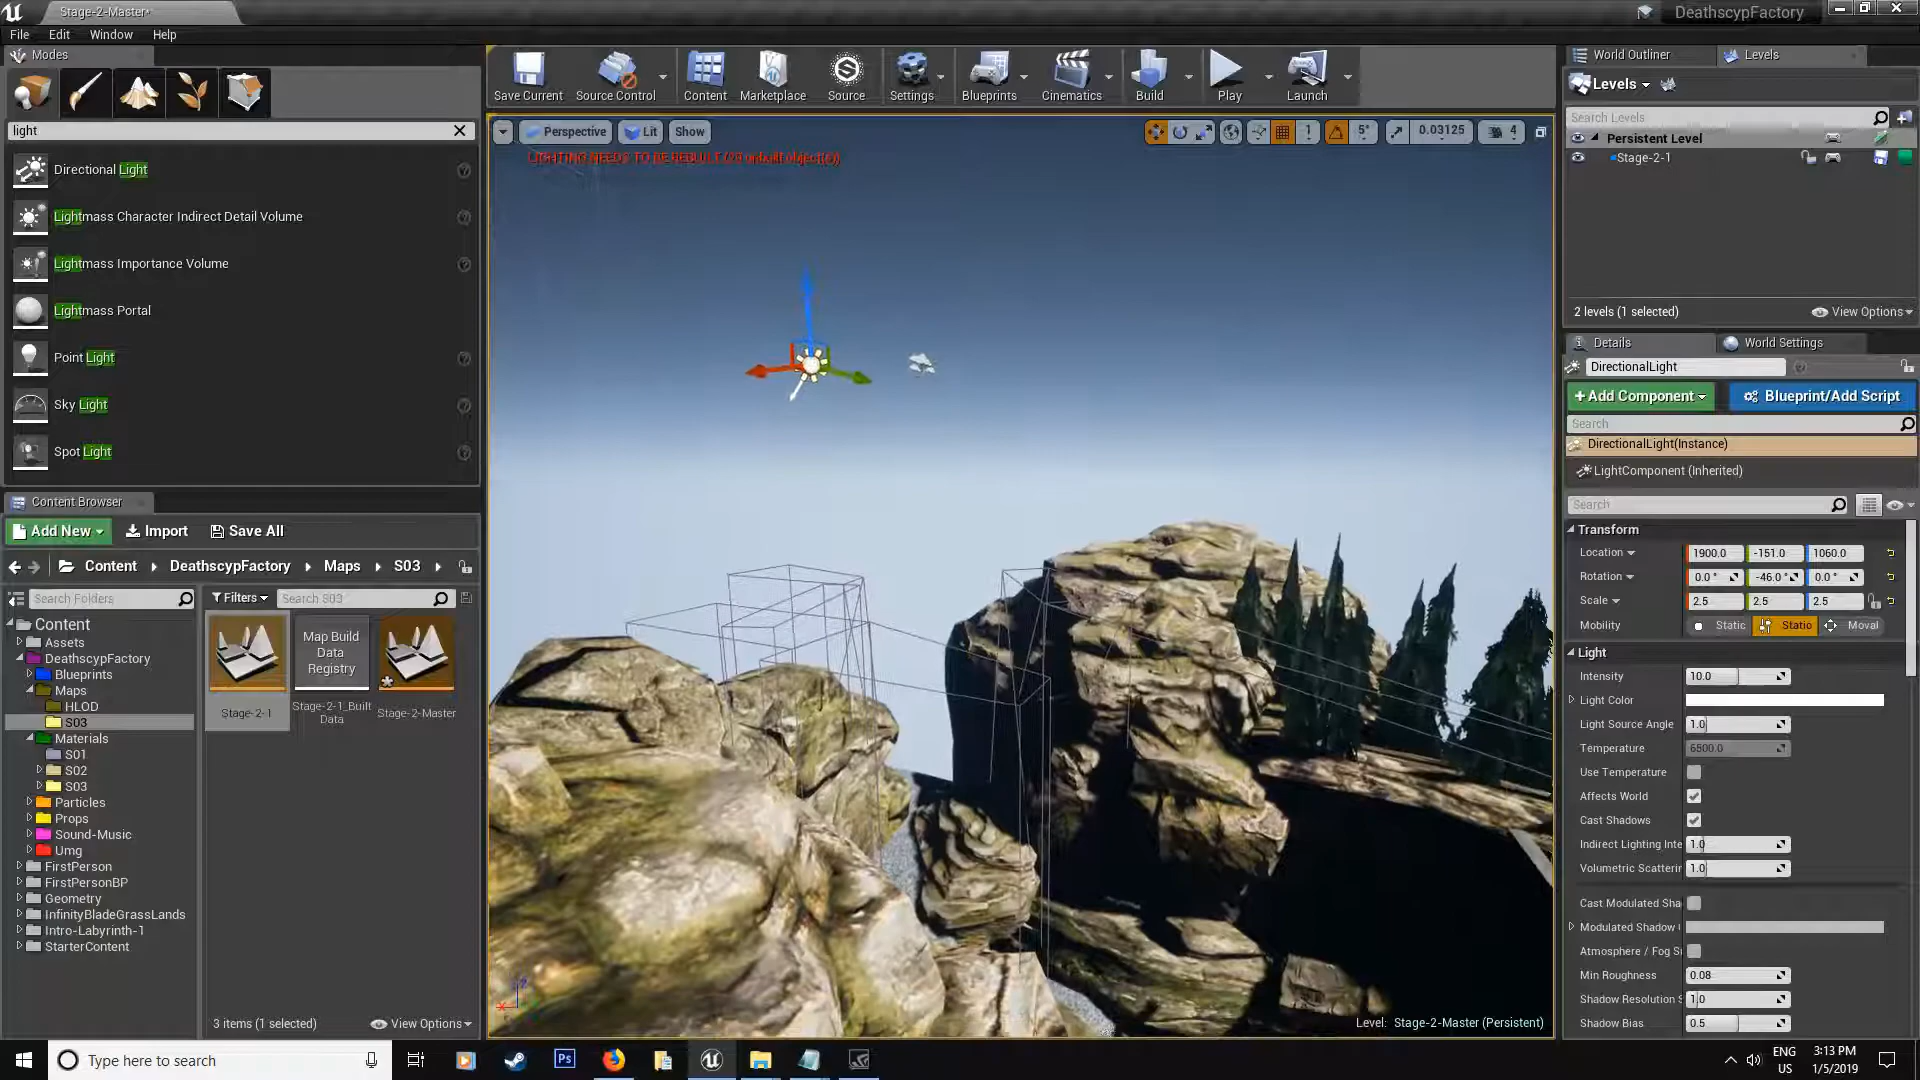 Stage-2-Master*
DeathscypFactory
File Edit Window Help
Modes
light
Directional Light
Lightmass Character Indirect Detail Volume
Lightmass Importance Volume
Lightmass Portal
Point Light
Sky Light
Spot Light
Save Current Source Control Content Marketplace Source Settings Blueprints Cinematics Build Play Launch
Perspective Lit Show
1 5° 0.03125 4
LIGHTING NEEDS TO BE REBUILT
Level: Stage-2-Master (Persistent)
World Outliner Levels
Levels
Search Levels
Persistent Level
Stage-2-1
2 levels (1 selected) View Options
Details World Settings
DirectionalLight
+Add Component Blueprint/Add Script
Search
DirectionalLight(Instance)
LightComponent (Inherited)
Search
Transform
Location 1900.0 -151.0 1060.0
Rotation 0.0° -46.0° 0.0°
Scale 2.5 2.5 2.5
Mobility Static Statio Moval
Light
Intensity 10.0
Light Color
Light Source Angle 1.0
Temperature 6500.0
Use Temperature
Affects World
Cast Shadows
Indirect Lighting Inte 1.0
Volumetric Scatterin 1.0
Cast Modulated Sha
Modulated Shadow
Atmosphere / Fog S
Min Roughness 0.08
Shadow Resolution S 1.0
Shadow Bias 0.5
Content Browser
Add New Import Save All
Content DeathscypFactory Maps S03
Search Folders
Filters Search S03
Content
Assets
DeathscypFactory
Blueprints
Maps
HLOD
S03
Materials
S01
S02
S03
Particles
Props
Sound-Music
Umg
FirstPerson
FirstPersonBP
Geometry
InfinityBladeGrassLands
Intro-Labyrinth-1
StarterContent
Stage-2-1
Map Build
Data
Registry
Stage-2-1_Built
Data
Stage-2-Master
3 items (1 selected) View Options
Type here to search
Ps
ENG
US
3:13 PM
1/5/2019